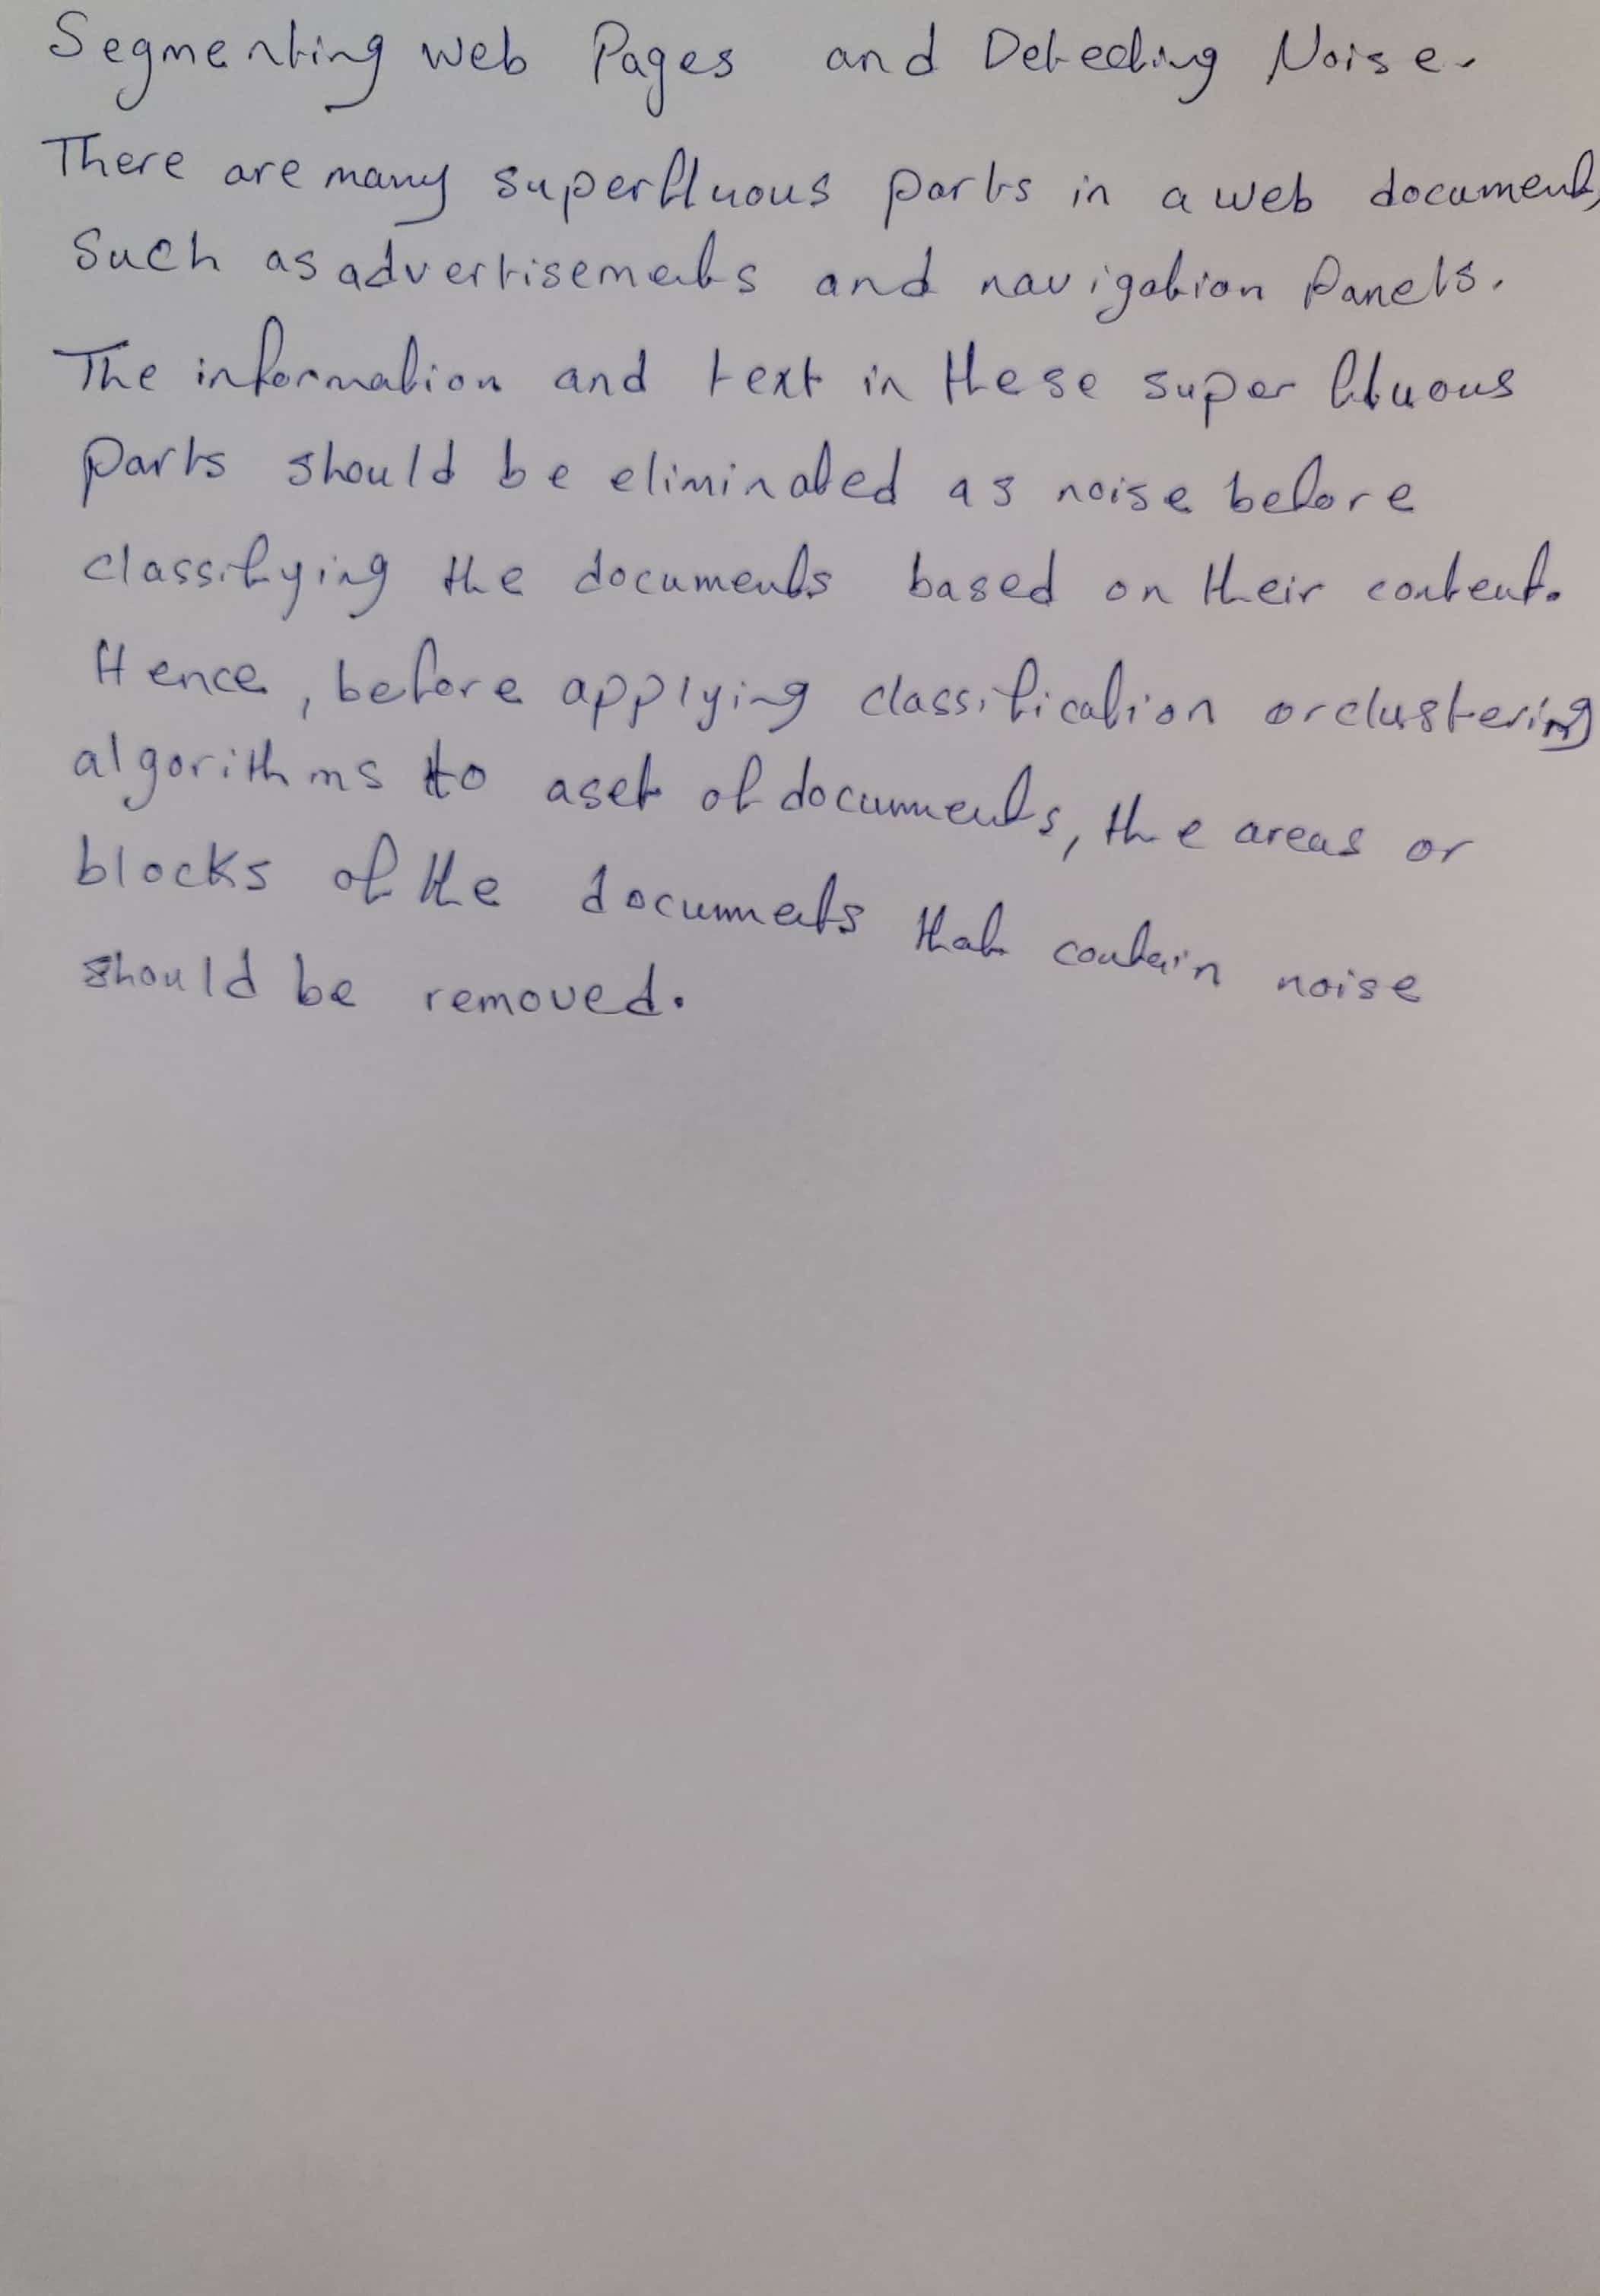 Segmenting Web Pages and Detecting Noise.
There are many superfluous parts in a web document,
Such as advertisements and navigation Panels.
The information and text in these super fluous
parts should be eliminated as noise before
classifying the documents based on their content.
Hence, before applying classification or clustering
algorithms to a set of documents, the areas or
blocks of the documents that contain noise
should be removed.